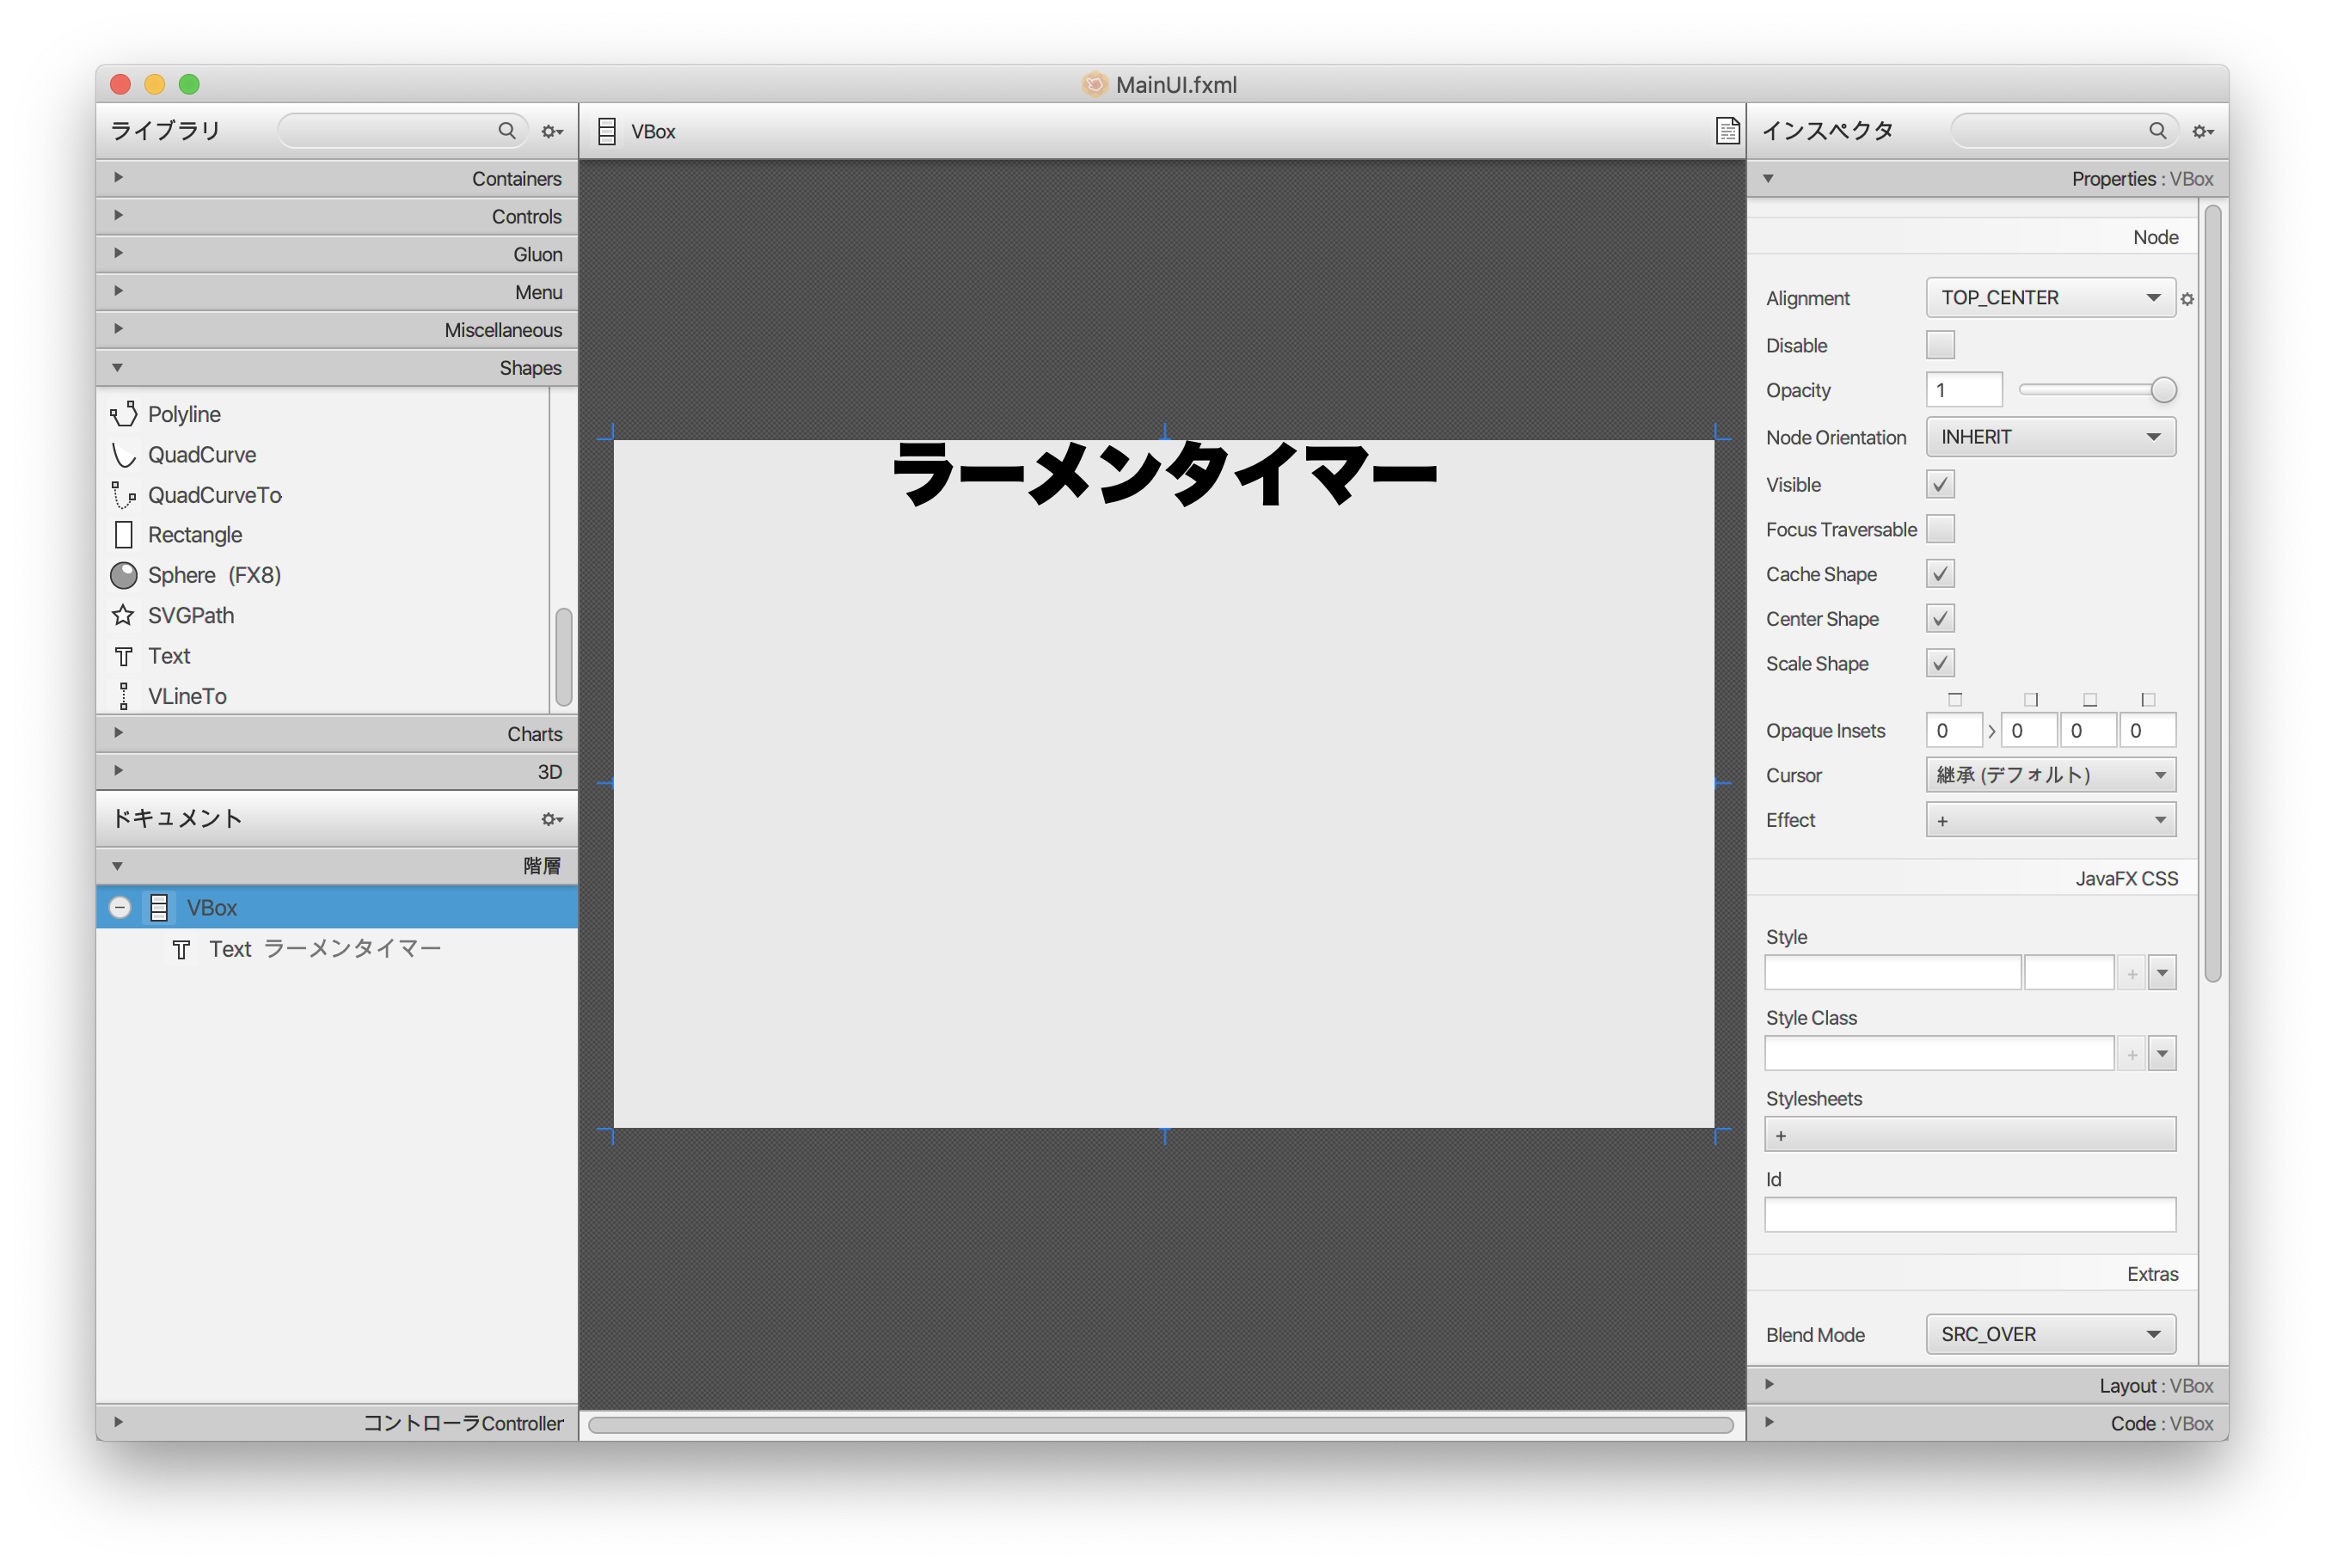 MainUI.fxml
ライブラリ
Containers
Controls
Gluon
Menu
Miscellaneous
Shapes
Polyline
QuadCurve
QuadCurveTo
Rectangle
Sphere (FX8)
SVGPath
Text
VLineTo
Charts
3D
ドキュメント
階層
VBox
Text ラーメンタイマー
コントローラController
VBox
ラーメンタイマー
インスペクタ
Properties : VBox
Node
Alignment TOP_CENTER
Disable
Opacity 1
Node Orientation INHERIT
Visible
Focus Traversable
Cache Shape
Center Shape
Scale Shape
Opaque Insets 0 > 0 0 0
Cursor 継承 (デフォルト)
Effect +
JavaFX CSS
Style
+
Style Class
+
Stylesheets
+
Id
Extras
Blend Mode SRC_OVER
Layout : VBox
Code : VBox